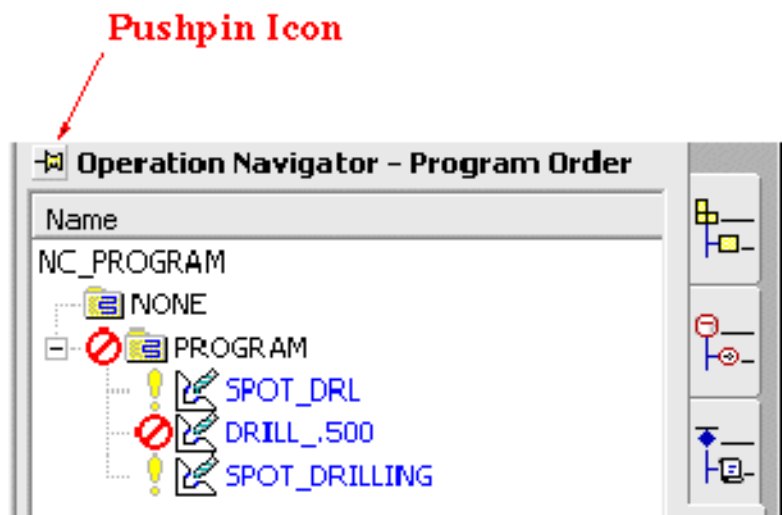 Pushpin Icon
Operation Navigator - Program Order
Name
NC_PROGRAM
NONE
PROGRAM
SPOT_DRL
DRILL_.500
SPOT_DRILLING